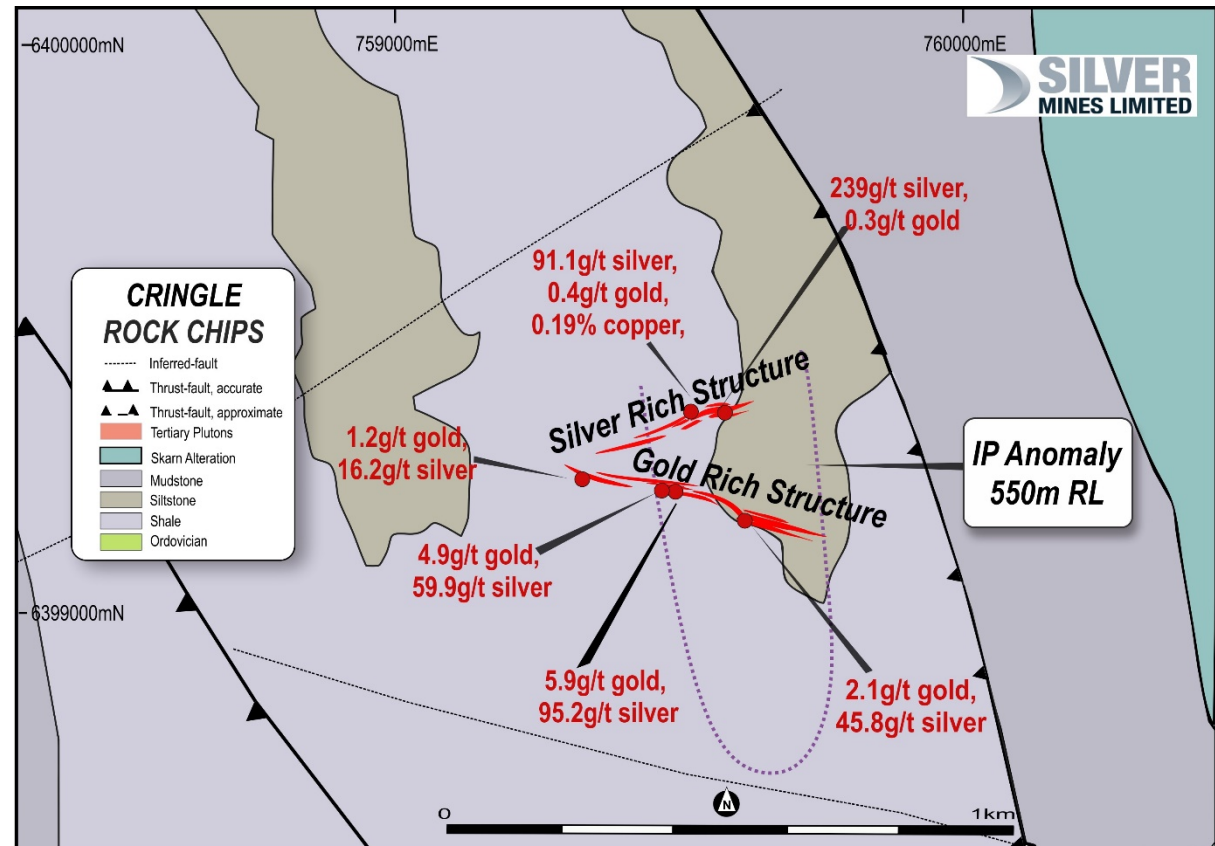 6400000mN
759000mE
760000mE
SILVER
MINES LIMITED
239g/t silver,
0.3g/t gold
91.1g/t silver,
0.4g/t gold,
0.19% copper,
CRINGLE
ROCK CHIPS
Inferred-fault
Thrust-fault, accurate
Thrust-fault, approximate
Tertiary Plutons
Skarn Alteration
Mudstone
Siltstone
Shale
Ordovician
Silver Rich Structure
1.2g/t gold,
16.2g/t silver
Gold Rich Structure
IP Anomaly
550m RL
4.9g/t gold,
59.9g/t silver
6399000mN
5.9g/t gold,
95.2g/t silver
2.1g/t gold,
45.8g/t silver
N
0
1km